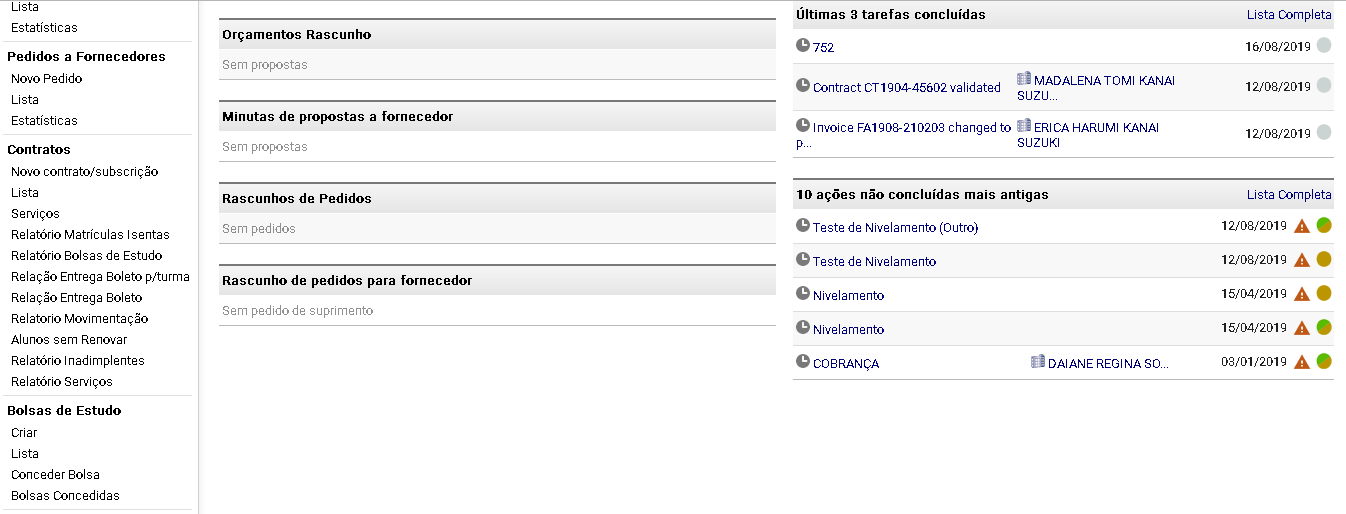 Lista
Estatísticas
Pedidos a Fornecedores
Novo Pedido
Lista
Estatísticas
Contratos
Novo contrato/subscrição
Lista
Serviços
Relatório Matrículas Isentas
Relatório Bolsas de Estudo
Relação Entrega Boleto p/turma
Relação Entrega Boleto
Relatorio Movimentação
Alunos sem Renovar
Relatório Inadimplentes
Relatório Serviços
Bolsas de Estudo
Criar
Lista
Conceder Bolsa
Bolsas Concedidas
Orçamentos Rascunho
Sem propostas
Minutas de propostas a fornecedor
Sem propostas
Rascunhos de Pedidos
Sem pedidos
Rascunho de pedidos para fornecedor
Sem pedido de suprimento
Últimas 3 tarefas concluídas Lista Completa
752 16/08/2019
Contract CT1904-45602 validated MADALENA TOMI KANAI SUZU... 12/08/2019
Invoice FA1908-210203 changed to p... ERICA HARUMI KANAI SUZUKI 12/08/2019
10 ações não concluídas mais antigas Lista Completa
Teste de Nivelamento (Outro) 12/08/2019
Teste de Nivelamento 12/08/2019
Nivelamento 15/04/2019
Nivelamento 15/04/2019
COBRANÇA DAIANE REGINA SO... 03/01/2019